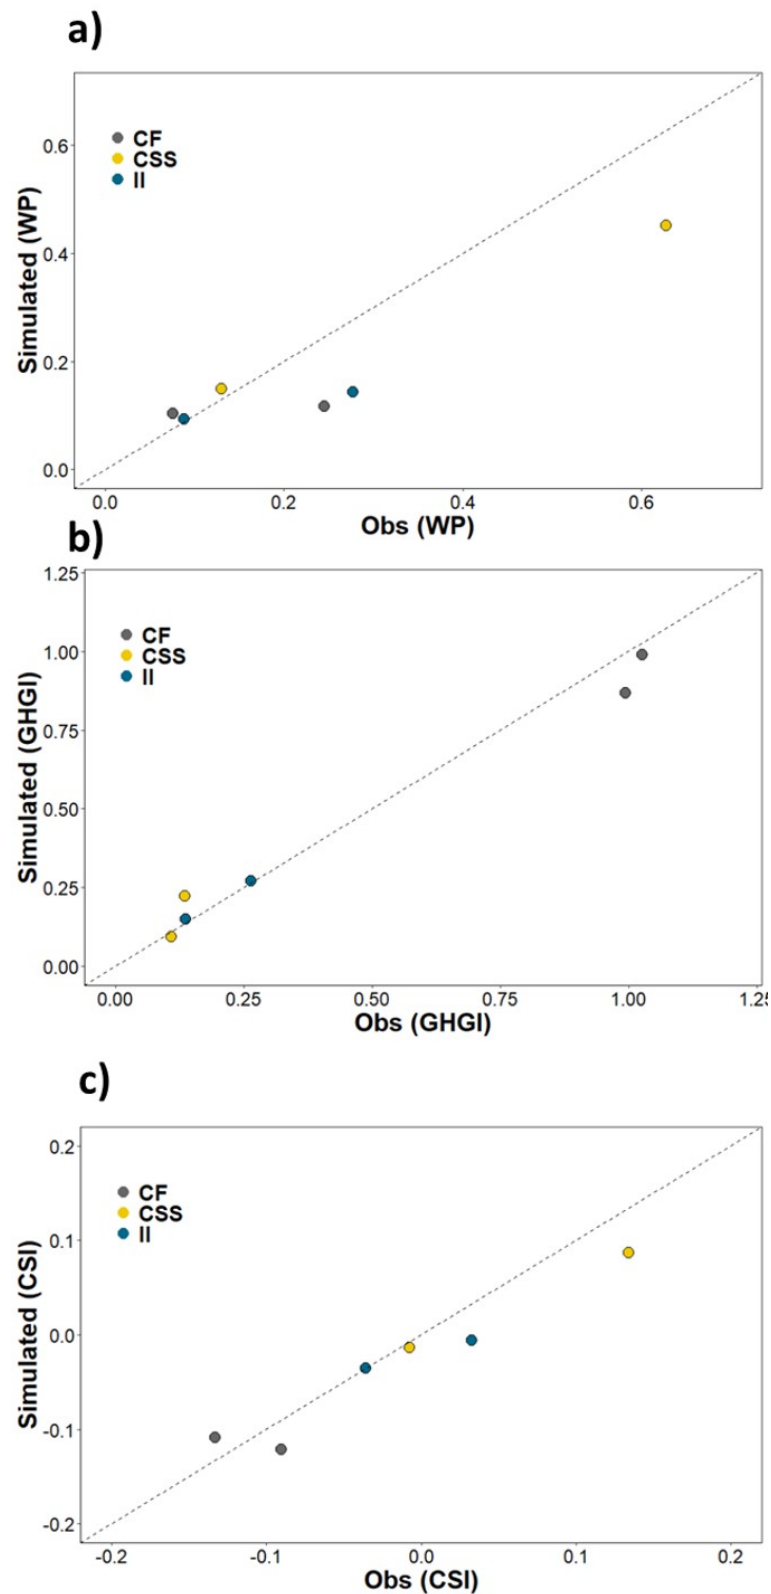 a)
CF
CSS
II
0.6
0.4
0.2
0.0
Simulated (WP)
0.0 0.2 0.4 0.6
Obs (WP)
b)
1.25
CF
CSS
II
1.00
0.75
0.50
0.25
0.00
Simulated (GHGI)
0.00 0.25 0.50 0.75 1.00 1.25
Obs (GHGI)
c)
0.2
CF
CSS
II
0.1
0.0
-0.1
-0.2
Simulated (CSI)
-0.2 -0.1 0.0 0.1 0.2
Obs (CSI)